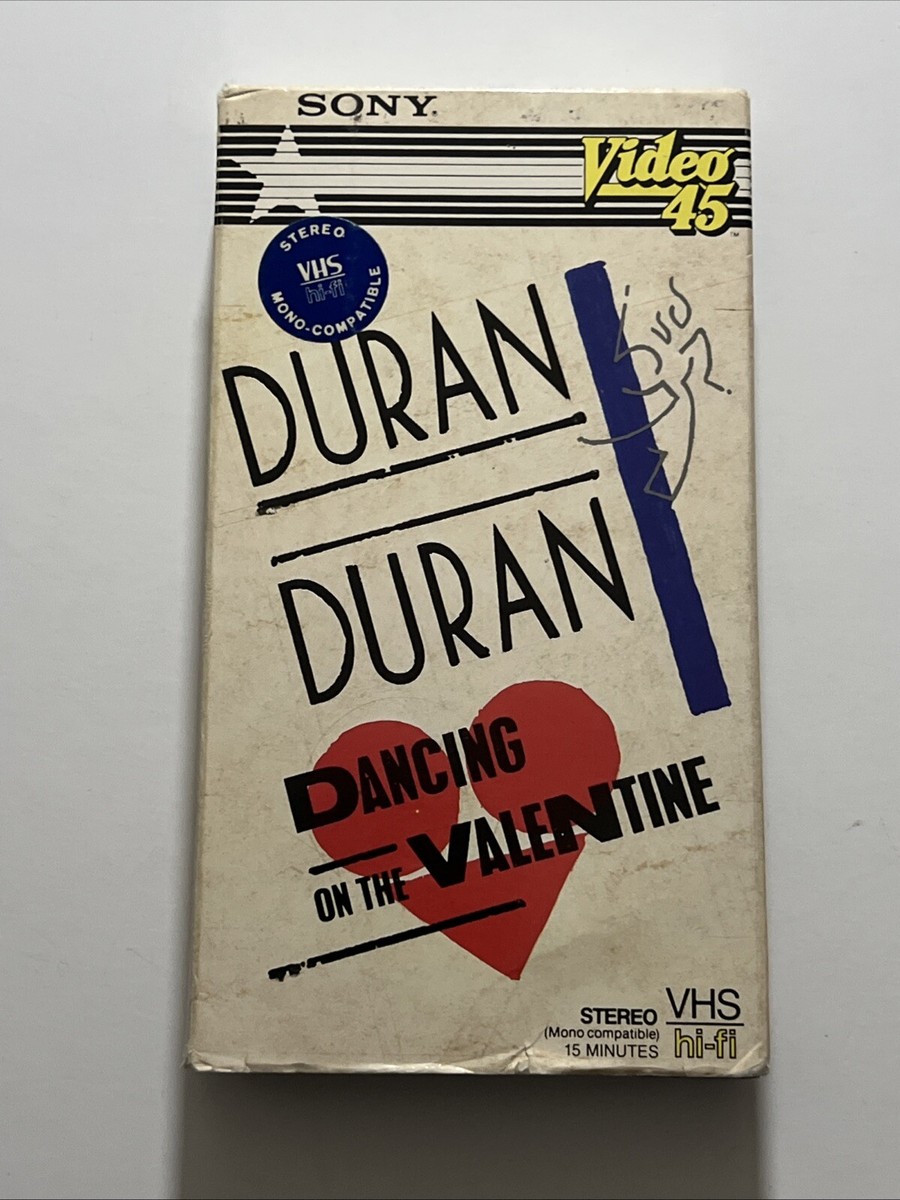 SONY®
Video
45™
STEREO
VHS
hi-fi
MONO-COMPATIBLE
DURAN
DURAN
DANCING
ON THE VALENTINE
STEREO
(Mono compatible)
15 MINUTES
VHS
hi-fi